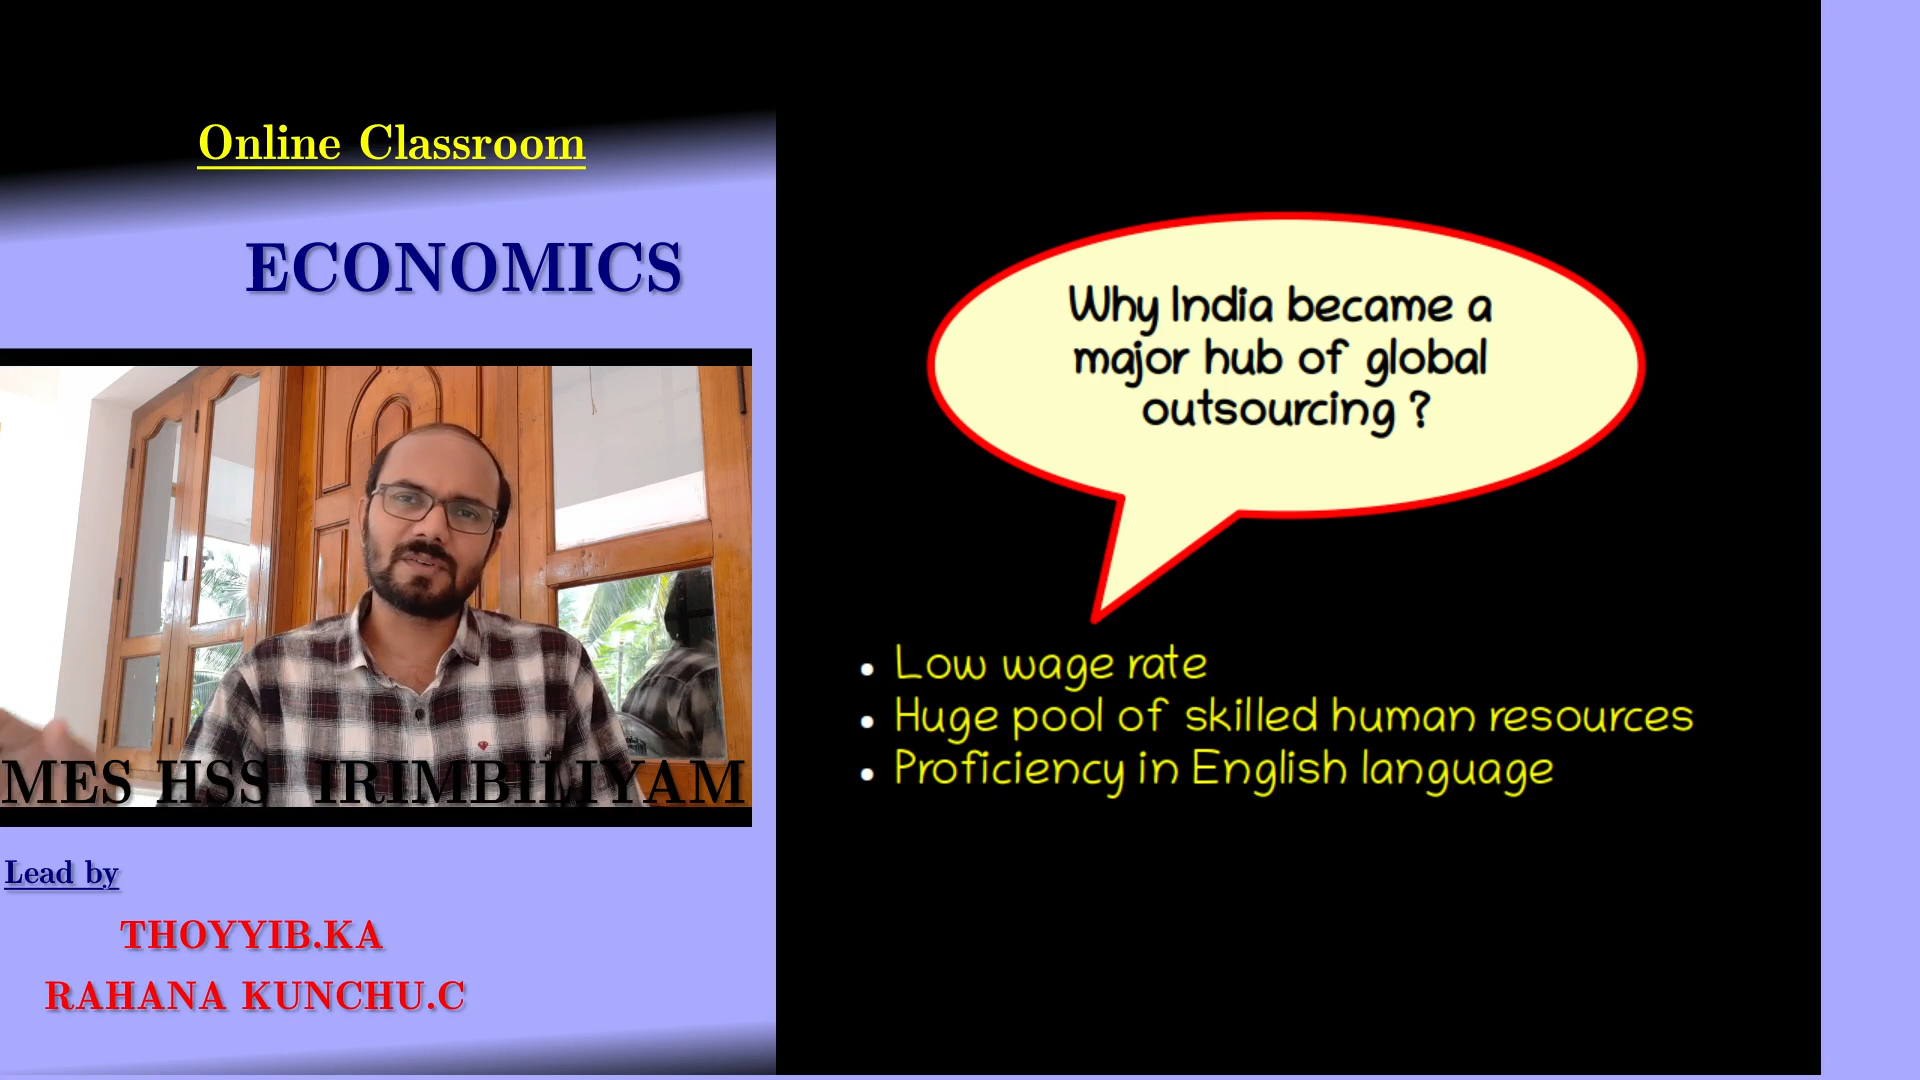 Online Classroom
ECONOMICS
MES HSS IRIMBILIYAM
Lead by
THOYYIB.KA
RAHANA KUNCHU.C
Why India became a
major hub of global
outsourcing ?
• Low wage rate
• Huge pool of skilled human resources
• Proficiency in English language